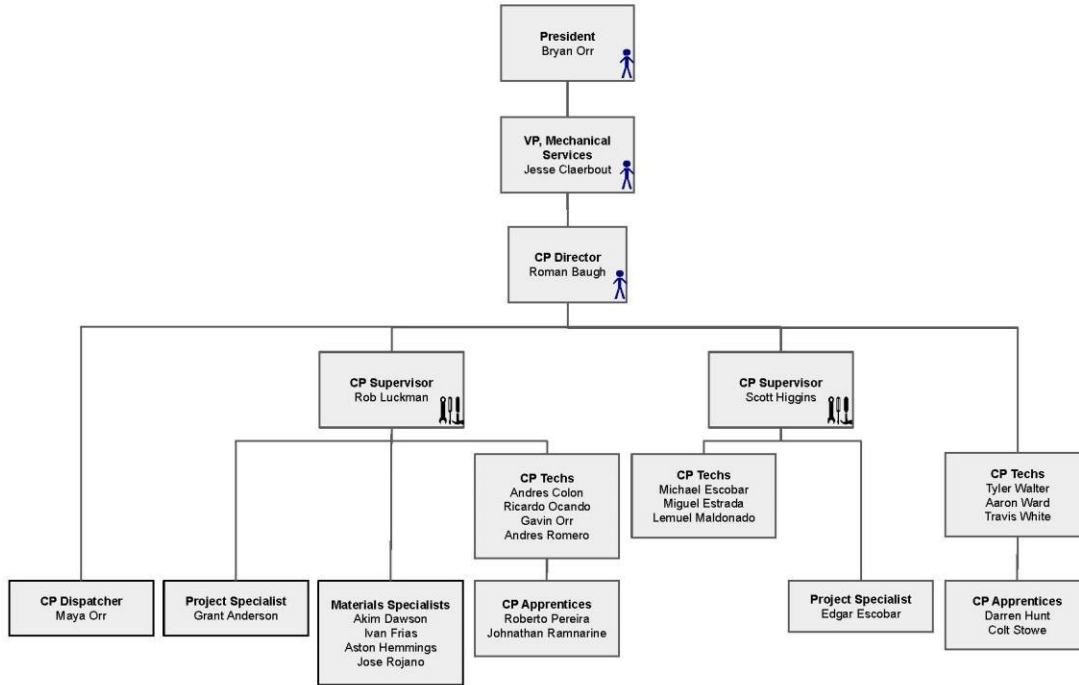 President
Bryan Orr
VP, Mechanical
Services
Jesse Claerbout
CP Director
Roman Baugh
CP Supervisor
Rob Luckman
CP Supervisor
Scott Higgins
CP Techs
Andres Colon
Ricardo Ocando
Gavin Orr
Andres Romero
CP Techs
Michael Escobar
Miguel Estrada
Lemuel Maldonado
CP Techs
Tyler Walter
Aaron Ward
Travis White
CP Dispatcher
Maya Orr
Project Specialist
Grant Anderson
Materials Specialists
Akim Dawson
Ivan Frias
Aston Hemmings
Jose Rojano
CP Apprentices
Roberto Pereira
Johnathan Ramnarine
Project Specialist
Edgar Escobar
CP Apprentices
Darren Hunt
Colt Stowe